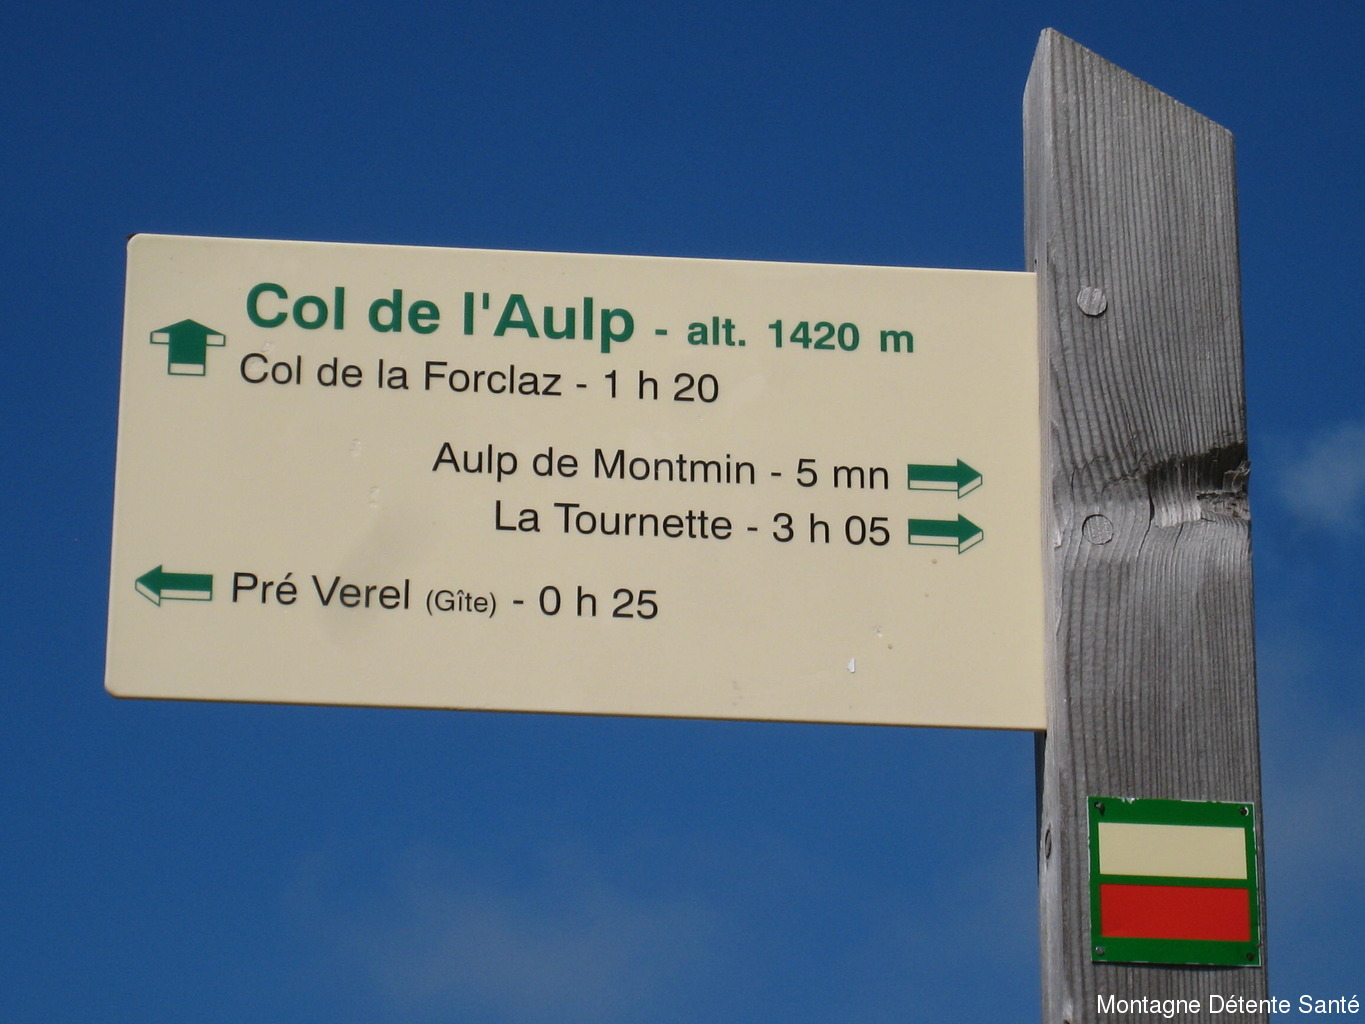 Col de l'Aulp - alt. 1420 m
Col de la Forclaz - 1 h 20
Aulp de Montmin - 5 mn
La Tournette - 3 h 05
Pré Verel (Gîte) - 0 h 25
Montagne Détente Santé